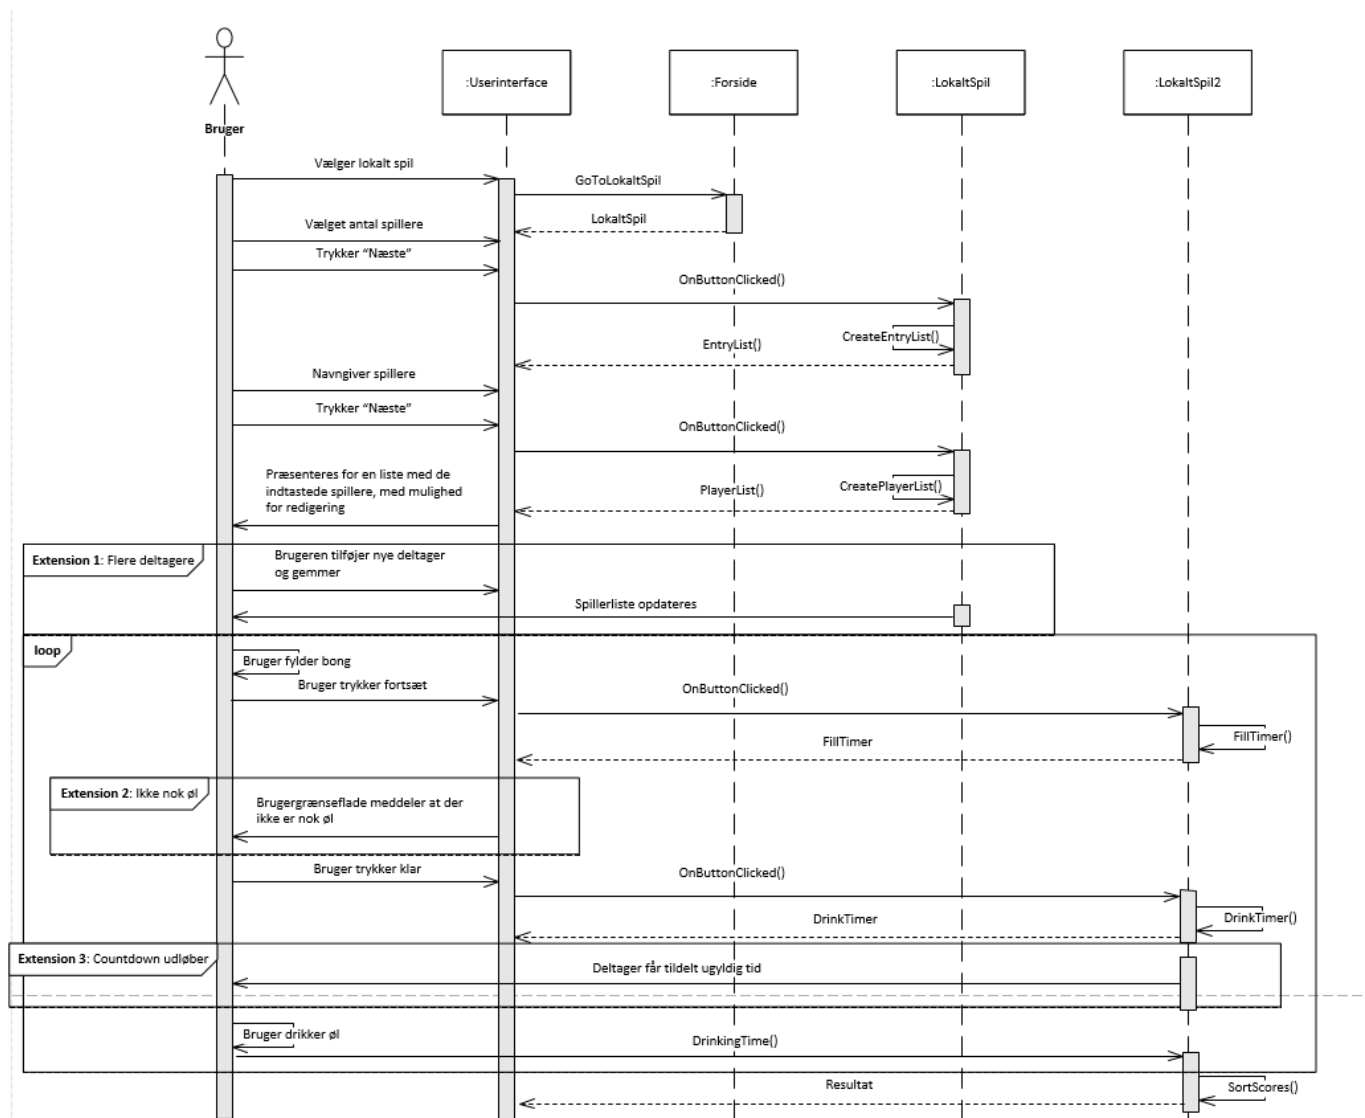 :Userinterface
:Forside
:LokaltSpil
:LokaltSpil2
Bruger
Vælger lokalt spil
GoToLokaltSpil
LokaltSpil
Vælget antal spillere
Trykker “Næste”
OnButtonClicked()
CreateEntryList()
EntryList()
Navngiver spillere
Trykker “Næste”
OnButtonClicked()
Præsenteres for en liste med de
indtastede spillere, med mulighed
for redigering
CreatePlayerList()
PlayerList()
Extension 1: Flere deltagere
Brugeren tilføjer nye deltager
og gemmer
Spillerliste opdateres
loop
Bruger fylder bong
Bruger trykker fortsæt
OnButtonClicked()
FillTimer()
FillTimer
Extension 2: Ikke nok øl
Brugergrænseflade meddeler at der
ikke er nok øl
Bruger trykker klar
OnButtonClicked()
DrinkTimer()
DrinkTimer
Extension 3: Countdown udløber
Deltager får tildelt ugyldig tid
Bruger drikker øl
DrinkingTime()
Resultat
SortScores()